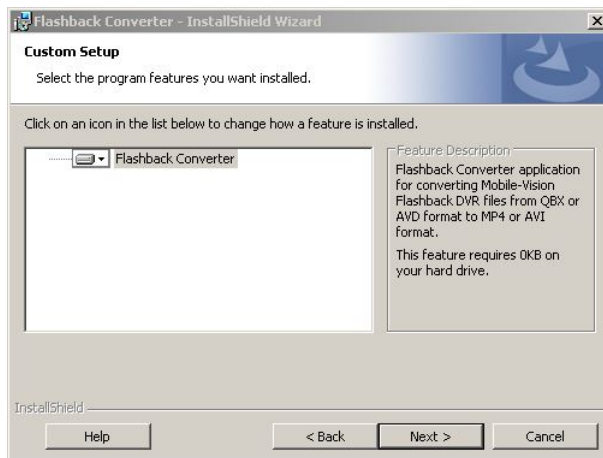 Flashback Converter - InstallShield Wizard
Custom Setup
Select the program features you want installed.
Click on an icon in the list below to change how a feature is installed.
Flashback Converter
Feature Description
Flashback Converter application
for converting Mobile-Vision
Flashback DVR files from QBX or
AVD format to MP4 or AVI
format.
This feature requires 0KB on
your hard drive.
InstallShield
Help
< Back
Next >
Cancel